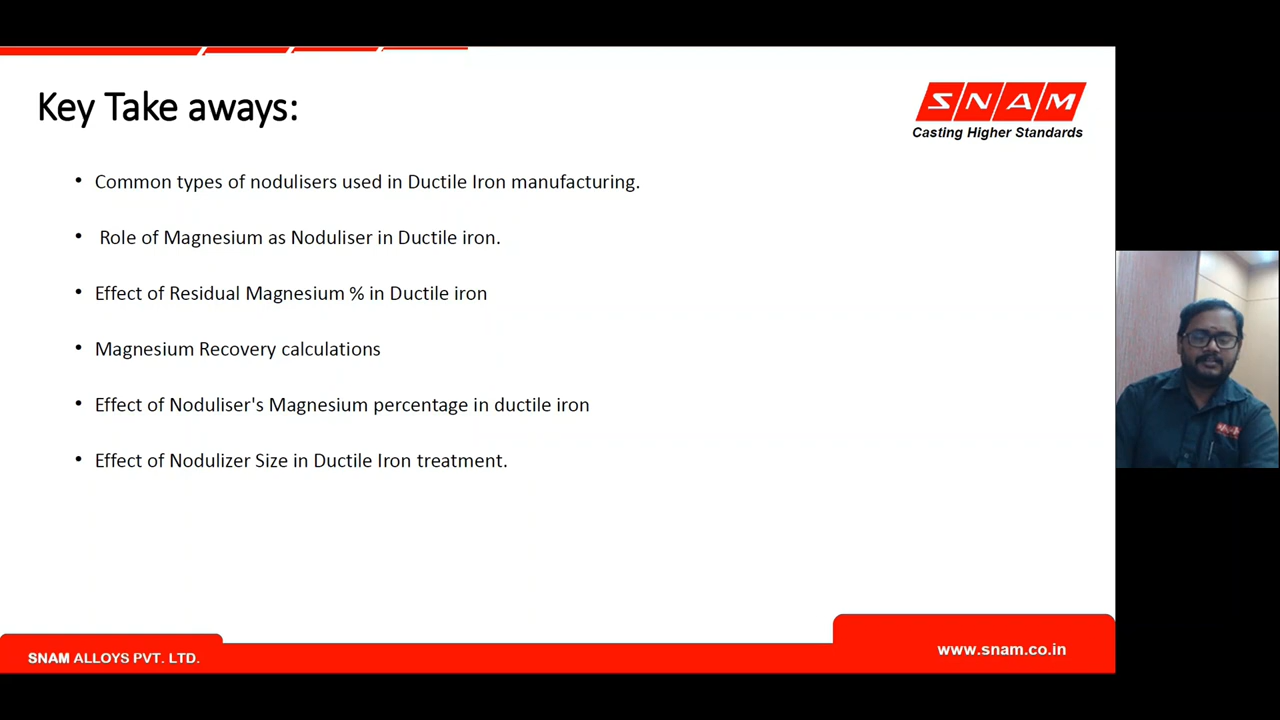 Key Take aways:
SNAM
Casting Higher Standards
• Common types of nodulisers used in Ductile Iron manufacturing.
• Role of Magnesium as Noduliser in Ductile iron.
• Effect of Residual Magnesium % in Ductile iron
• Magnesium Recovery calculations
• Effect of Noduliser's Magnesium percentage in ductile iron
• Effect of Nodulizer Size in Ductile Iron treatment.
SNAM ALLOYS PVT. LTD.
www.snam.co.in